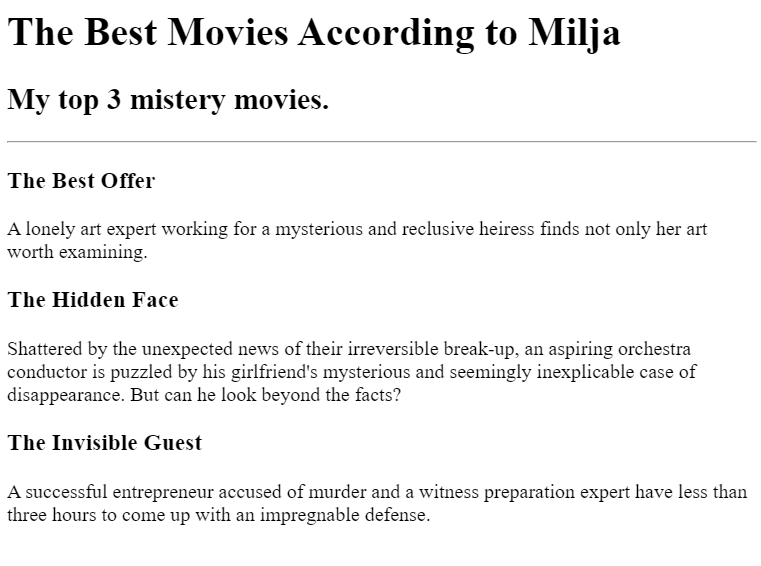 The Best Movies According to Milja
My top 3 mistery movies.
The Best Offer
A lonely art expert working for a mysterious and reclusive heiress finds not only her art
worth examining.
The Hidden Face
Shattered by the unexpected news of their irreversible break-up, an aspiring orchestra
conductor is puzzled by his girlfriend's mysterious and seemingly inexplicable case of
disappearance. But can he look beyond the facts?
The Invisible Guest
A successful entrepreneur accused of murder and a witness preparation expert have less than
three hours to come up with an impregnable defense.